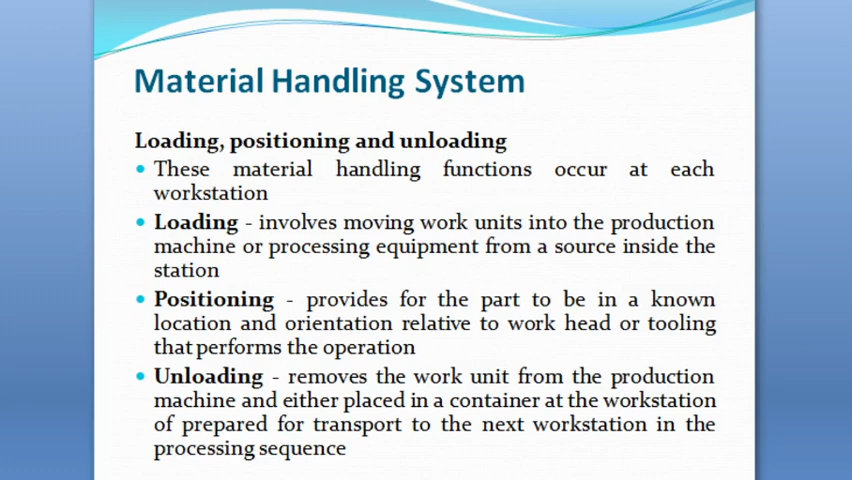 Material Handling System
Loading, positioning and unloading
• These material handling functions occur at each
workstation
• Loading - involves moving work units into the production
machine or processing equipment from a source inside the
station
• Positioning - provides for the part to be in a known
location and orientation relative to work head or tooling
that performs the operation
• Unloading - removes the work unit from the production
machine and either placed in a container at the workstation
of prepared for transport to the next workstation in the
processing sequence